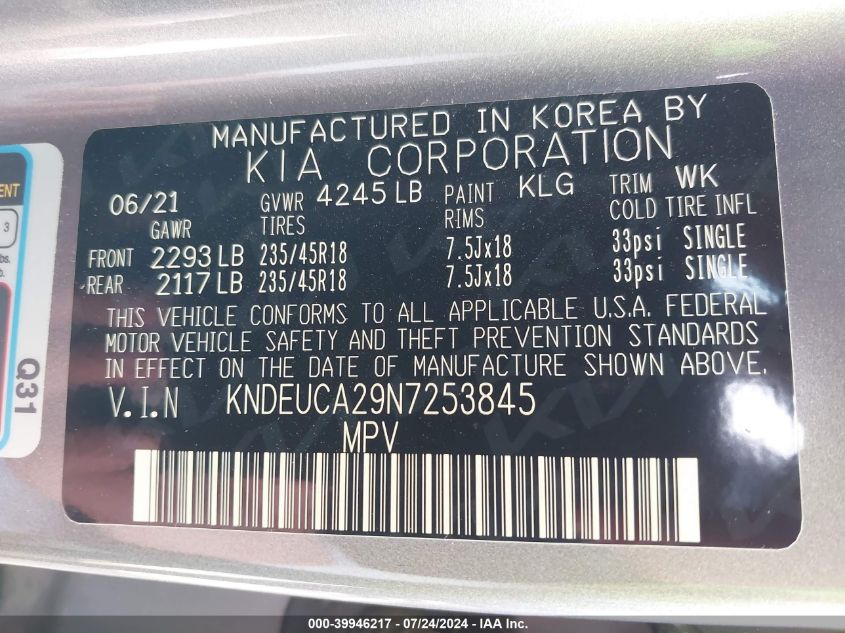 MANUFACTURED IN KOREA BY
KIA CORPORATION
06/21 GVWR 4245 LB PAINT KLG TRIM WK
GAWR TIRES RIMS COLD TIRE INFL
FRONT 2293 LB 235/45R18 7.5Jx18 33psi SINGLE
REAR 2117 LB 235/45R18 7.5Jx18 33psi SINGLE
THIS VEHICLE CONFORMS TO ALL APPLICABLE U.S.A. FEDERAL
MOTOR VEHICLE SAFETY AND THEFT PREVENTION STANDARDS
IN EFFECT ON THE DATE OF MANUFACTURE SHOWN ABOVE.
V.I.N KNDEUCA29N7253845
MPV
3
Q31
000-39946217 - 07/24/2024 - IAA Inc.